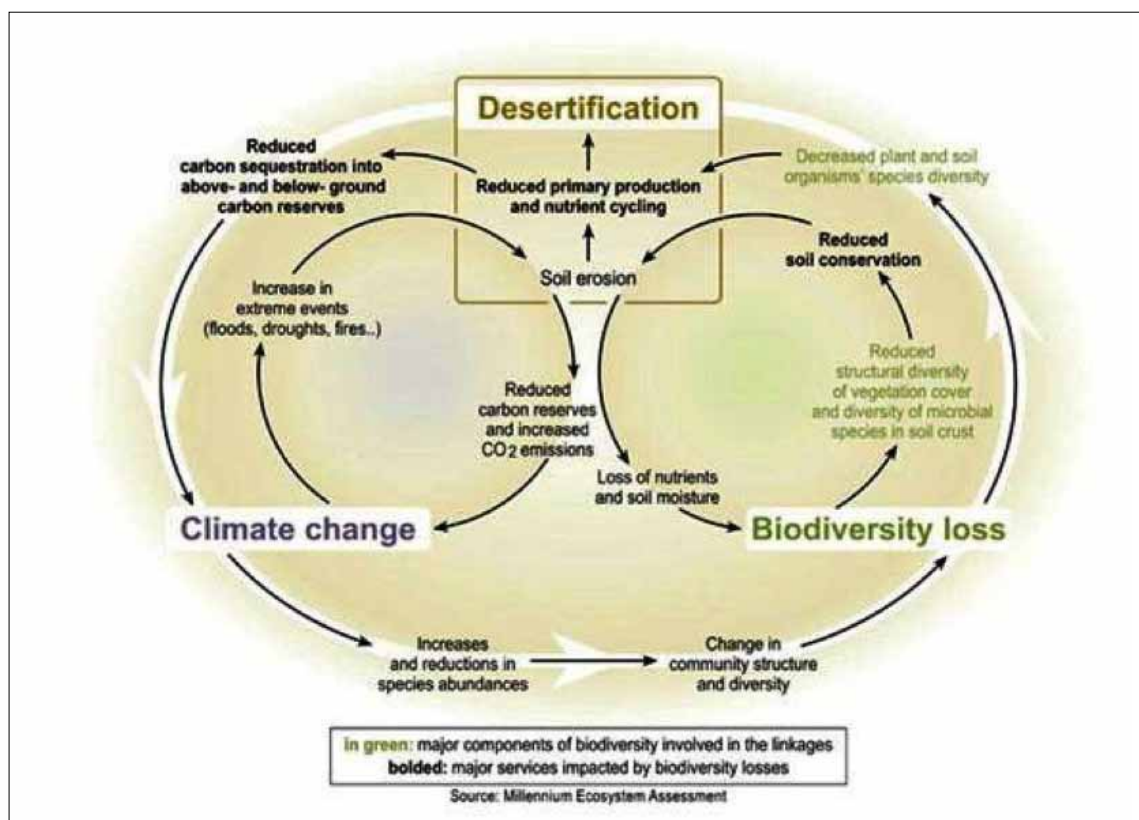 Desertification
Reduced
carbon sequestration into
above- and below- ground
carbon reserves
Reduced primary production
and nutrient cycling
Decreased plant and soil
organisms' species diversity
Reduced
soil conservation
Soil erosion
Increase in
extreme events
(floods, droughts, fires..)
Reduced
structural diversity
of vegetation cover
and diversity of microbial
species in soil crust
Reduced
carbon reserves
and increased
CO2 emissions
Loss of nutrients
and soil moisture
Climate change
Biodiversity loss
Increases
and reductions in
species abundances
Change in
community structure
and diversity
in green: major components of biodiversity involved in the linkages
bolded: major services impacted by biodiversity losses
Source: Millennium Ecosystem Assessment